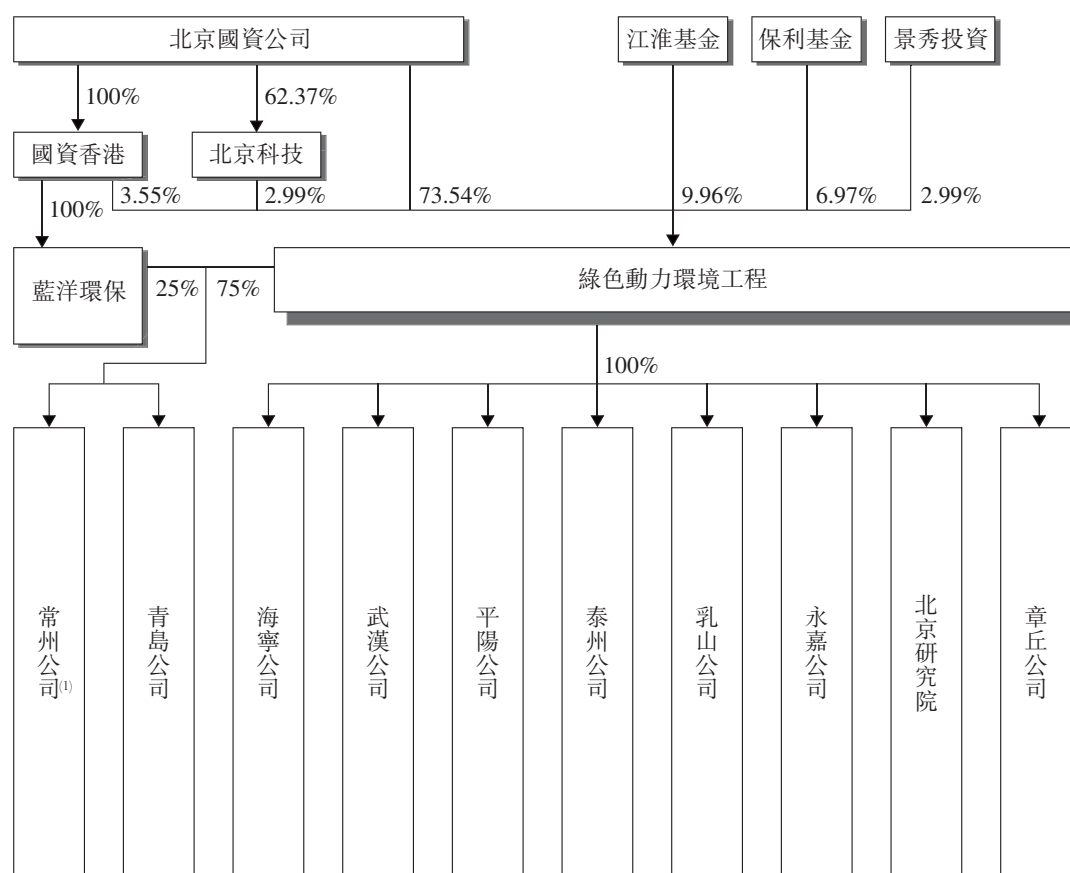 北京國資公司
江淮基金
保利基金
景秀投資
100%
62.37%
國資香港
北京科技
3.55%
2.99%
73.54%
9.96%
6.97%
2.99%
100%
藍洋環保
25%
75%
綠色動力環境工程
100%
常州公司(1)
青島公司
海寧公司
武漢公司
平陽公司
泰州公司
乳山公司
永嘉公司
北京研究院
章丘公司